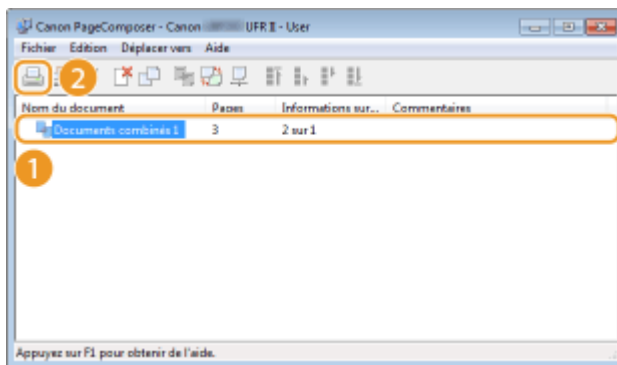 Canon PageComposer - Canon UFR II - User
Fichier Edition Déplacer vers Aide
2
Nom du document Pages Informations sur... Commentaires
Documents combinés 1 3 2 sur 1
1
Appuyez sur F1 pour obtenir de l'aide.